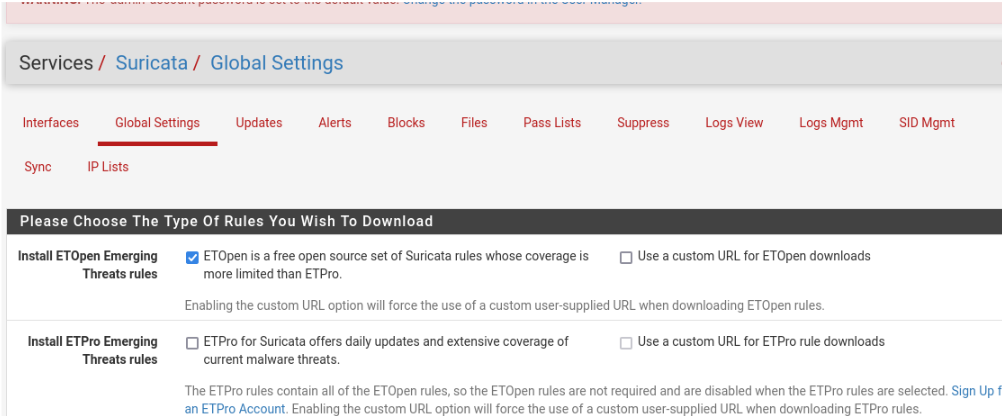 WARNING: The admin account password is set to the default value. Change the password in the User Manager.
Services / Suricata / Global Settings
Interfaces Global Settings Updates Alerts Blocks Files Pass Lists Suppress Logs View Logs Mgmt SID Mgmt
Sync IP Lists
Please Choose The Type Of Rules You Wish To Download
Install ETOpen Emerging Threats rules
ETOpen is a free open source set of Suricata rules whose coverage is
more limited than ETPro.
Use a custom URL for ETOpen downloads
Enabling the custom URL option will force the use of a custom user-supplied URL when downloading ETOpen rules.
Install ETPro Emerging Threats rules
ETPro for Suricata offers daily updates and extensive coverage of
current malware threats.
Use a custom URL for ETPro rule downloads
The ETPro rules contain all of the ETOpen rules, so the ETOpen rules are not required and are disabled when the ETPro rules are selected. Sign Up f
an ETPro Account. Enabling the custom URL option will force the use of a custom user-supplied URL when downloading ETPro rules.